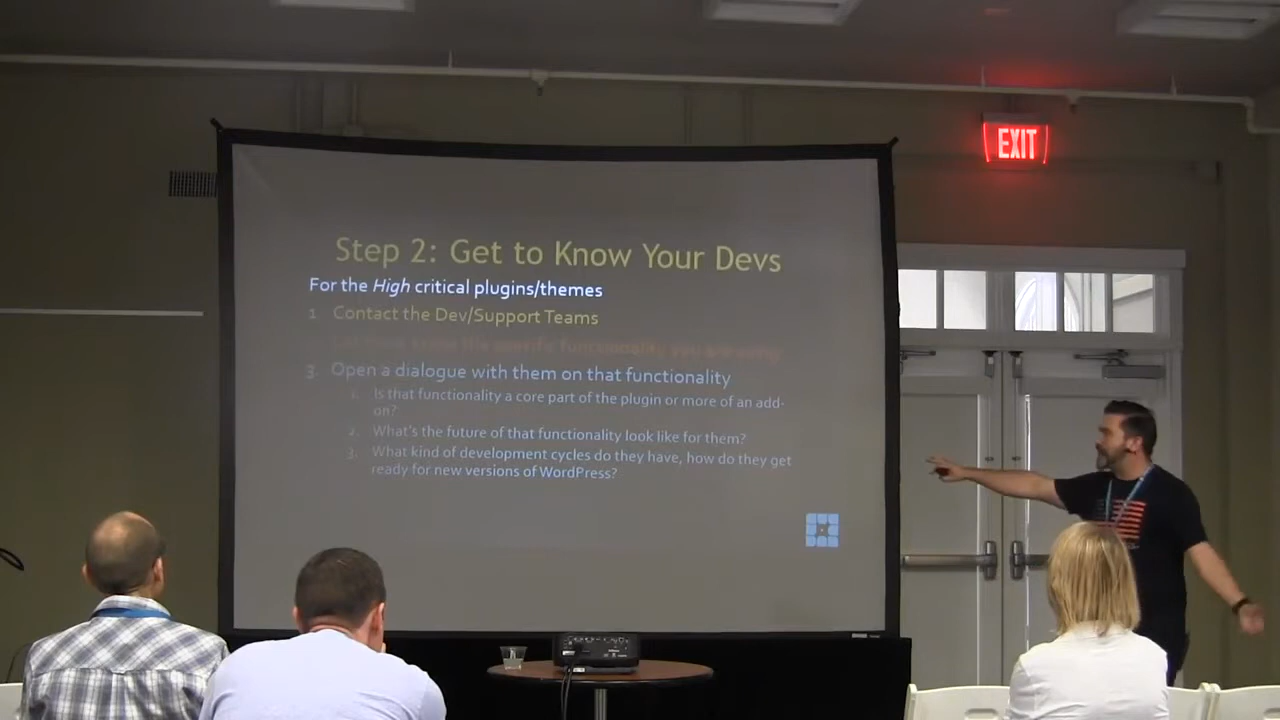 EXIT
Step 2: Get to Know Your Devs
For the High critical plugins/themes
1. Contact the Dev/Support Teams
specific functionality you
3. Open a dialogue with them on that functionality
1. Is that functionality a core part of the plugin or more of an add-
on?
2. What's the future of that functionality look like for them?
3. What kind of development cycles do they have, how do they get
ready for new versions of WordPress?